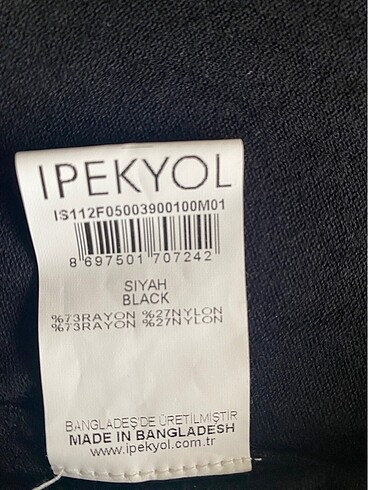 IPEKYOL
IS112F05003900100M01
8 697501 707242
SIYAH
BLACK
%73RAYON %27NYLON
%73RAYON %27NYLON
BANGLADEŞ'DE ÜRETİLMİŞTİR
MADE IN BANGLADESH
www.ipekyol.com.tr